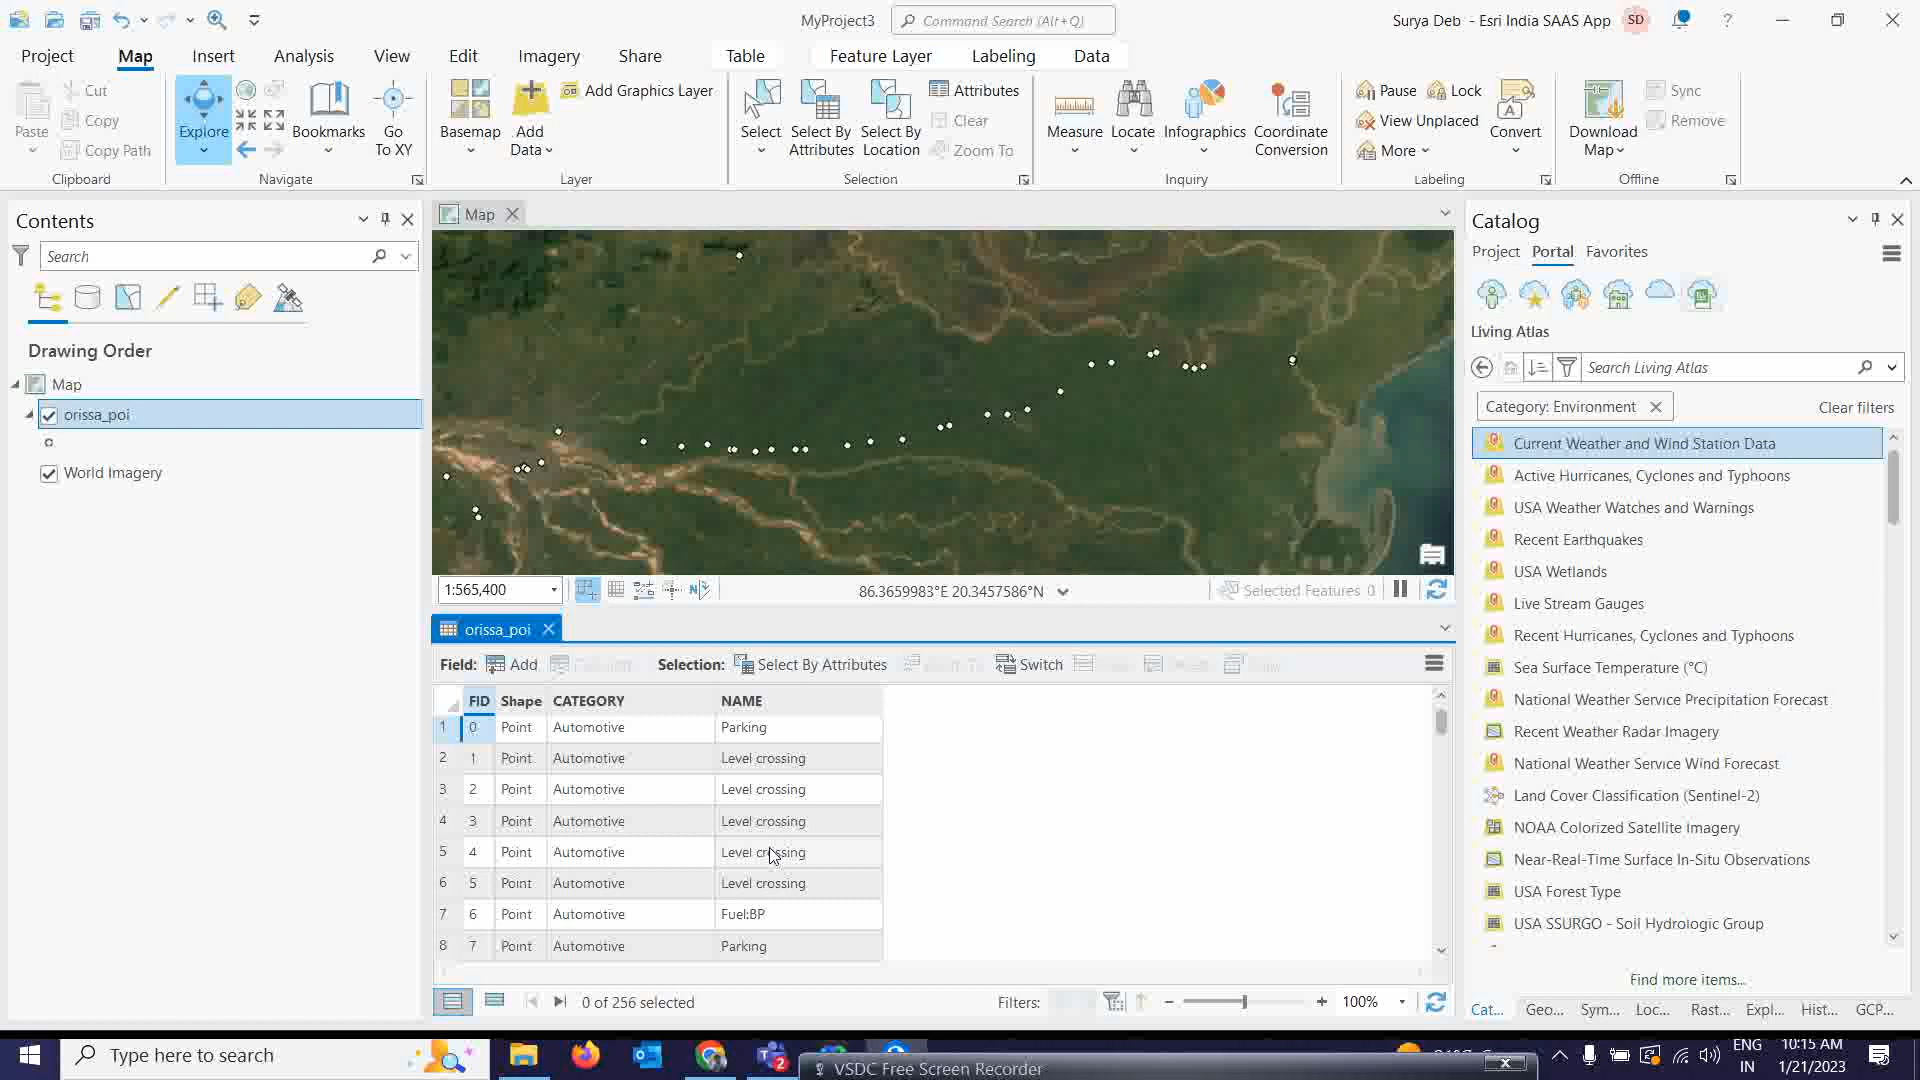 MyProject3
Command Search (Alt+Q)
Surya Deb - Esri India SAAS App
SD
?
Project
Map
Insert
Analysis
View
Edit
Imagery
Share
Table
Feature Layer
Labeling
Data
Paste
Cut
Copy
Copy Path
Clipboard
Explore
Bookmarks
Go To XY
Navigate
Basemap
Add Data
Add Graphics Layer
Layer
Select
Select By Attributes
Select By Location
Attributes
Clear
Zoom To
Selection
Measure
Locate
Infographics
Coordinate Conversion
Inquiry
Pause
Lock
View Unplaced
More
Convert
Labeling
Download Map
Sync
Remove
Offline
Contents
Search
Drawing Order
Map
orissa_poi
World Imagery
Map
1:565,400
86.3659983°E 20.3457586°N
Selected Features: 0
orissa_poi
Field:
Add
Selection:
Select By Attributes
Switch
FID Shape CATEGORY NAME
1 0 Point Automotive Parking
2 1 Point Automotive Level crossing
3 2 Point Automotive Level crossing
4 3 Point Automotive Level crossing
5 4 Point Automotive Level crossing
6 5 Point Automotive Level crossing
7 6 Point Automotive Fuel:BP
8 7 Point Automotive Parking
0 of 256 selected
Filters:
100%
Catalog
Project
Portal
Favorites
Living Atlas
Search Living Atlas
Category: Environment
Clear filters
Current Weather and Wind Station Data
Active Hurricanes, Cyclones and Typhoons
USA Weather Watches and Warnings
Recent Earthquakes
USA Wetlands
Live Stream Gauges
Recent Hurricanes, Cyclones and Typhoons
Sea Surface Temperature (°C)
National Weather Service Precipitation Forecast
Recent Weather Radar Imagery
National Weather Service Wind Forecast
Land Cover Classification (Sentinel-2)
NOAA Colorized Satellite Imagery
Near-Real-Time Surface In-Situ Observations
USA Forest Type
USA SSURGO - Soil Hydrologic Group
Find more items...
Cat...
Geo...
Sym...
Loc...
Rast...
Expl...
Hist...
GCP...
Type here to search
2
VSDC Free Screen Recorder
ENG
IN
10:15 AM
1/21/2023